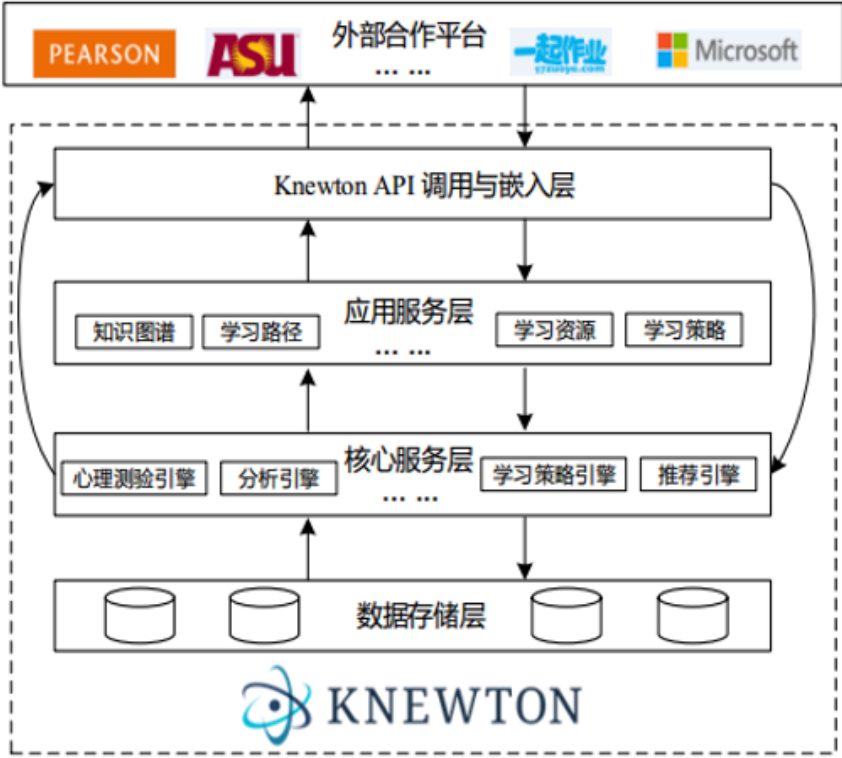 外部合作平台
PEARSON
ASU
... ...
一起作业
17zuoye.com
Microsoft
Knewton API 调用与嵌入层
应用服务层
知识图谱
学习路径
... ...
学习资源
学习策略
核心服务层
心理测验引擎
分析引擎
... ...
学习策略引擎
推荐引擎
数据存储层
KNEWTON